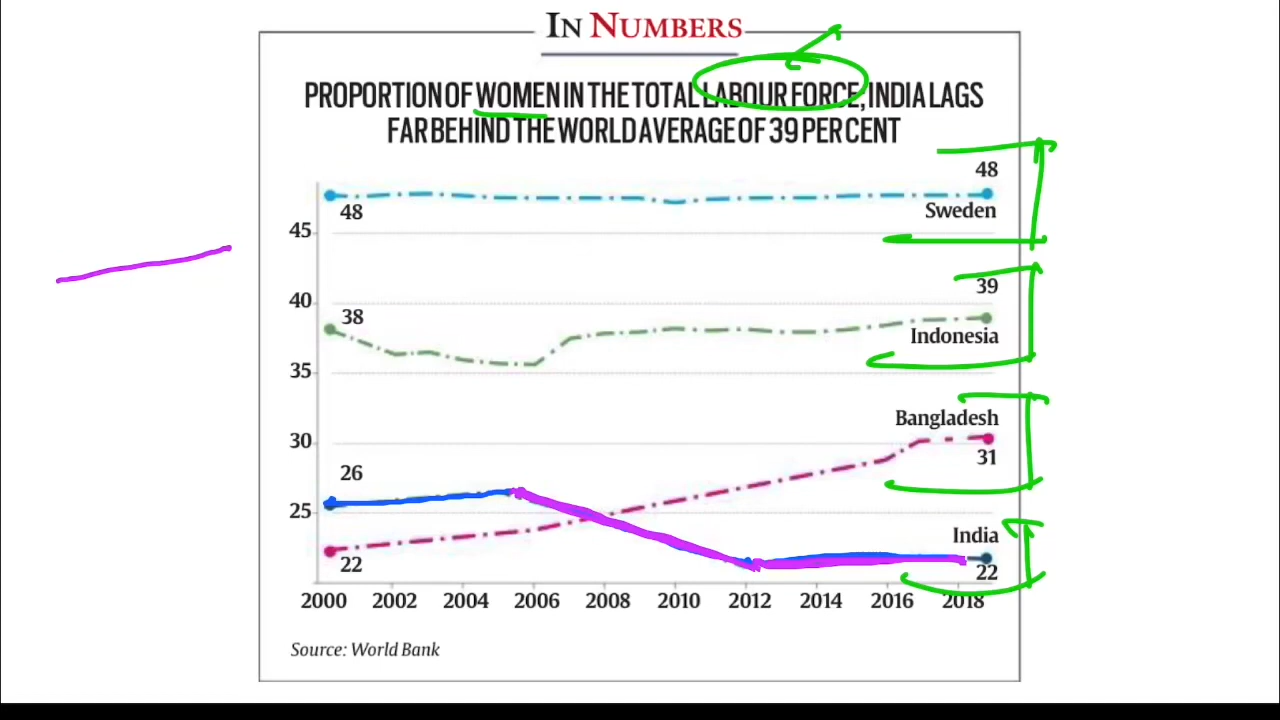 IN NUMBERS
PROPORTION OF WOMEN IN THE TOTAL LABOUR FORCE, INDIA LAGS
FAR BEHIND THE WORLD AVERAGE OF 39 PER CENT
48
48
Sweden
45
40
39
38
Indonesia
35
Bangladesh
30
31
26
25
India
22
22
2000 2002 2004 2006 2008 2010 2012 2014 2016 2018
Source: World Bank